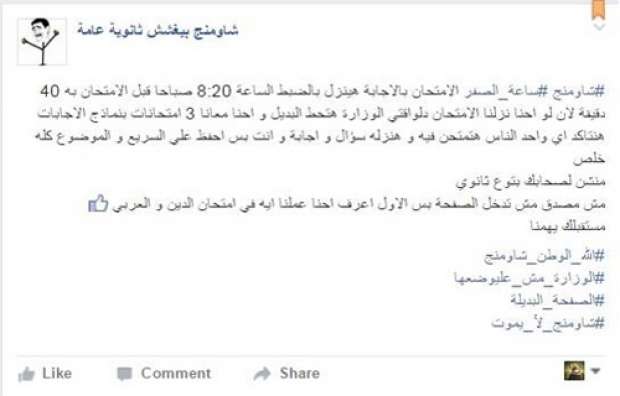 شاومنج بيغشش ثانوية عامة
#شاومنج #ساعة_الصفر الامتحان بالاجابة هينزل بالضبط الساعة 8:20 صباحا قبل الامتحان به 40
دقيقة لان لو احنا نزلنا الامتحان دلواقتي الوزارة هتحط البديل و احنا معانا 3 امتحانات بنماذج الاجابات
هنتاكد اي واحد الناس هتمتحن فيه و هنزله سؤال و اجابة و انت بس احفظ علي السريع و الموضوع كله
خلص
منشن لصحابك بتوع ثانوي
مش مصدق مش تدخل الصفحة بس الاول اعرف احنا عملنا ايه في امتحان الدين و العربي
مستقبلك يهمنا
#الله_الوطن_شاومنج
#الوزارة_مش_عليوضعها
#الصفحة_البديلة
#شاومنج_لا_يموت
Like Comment Share